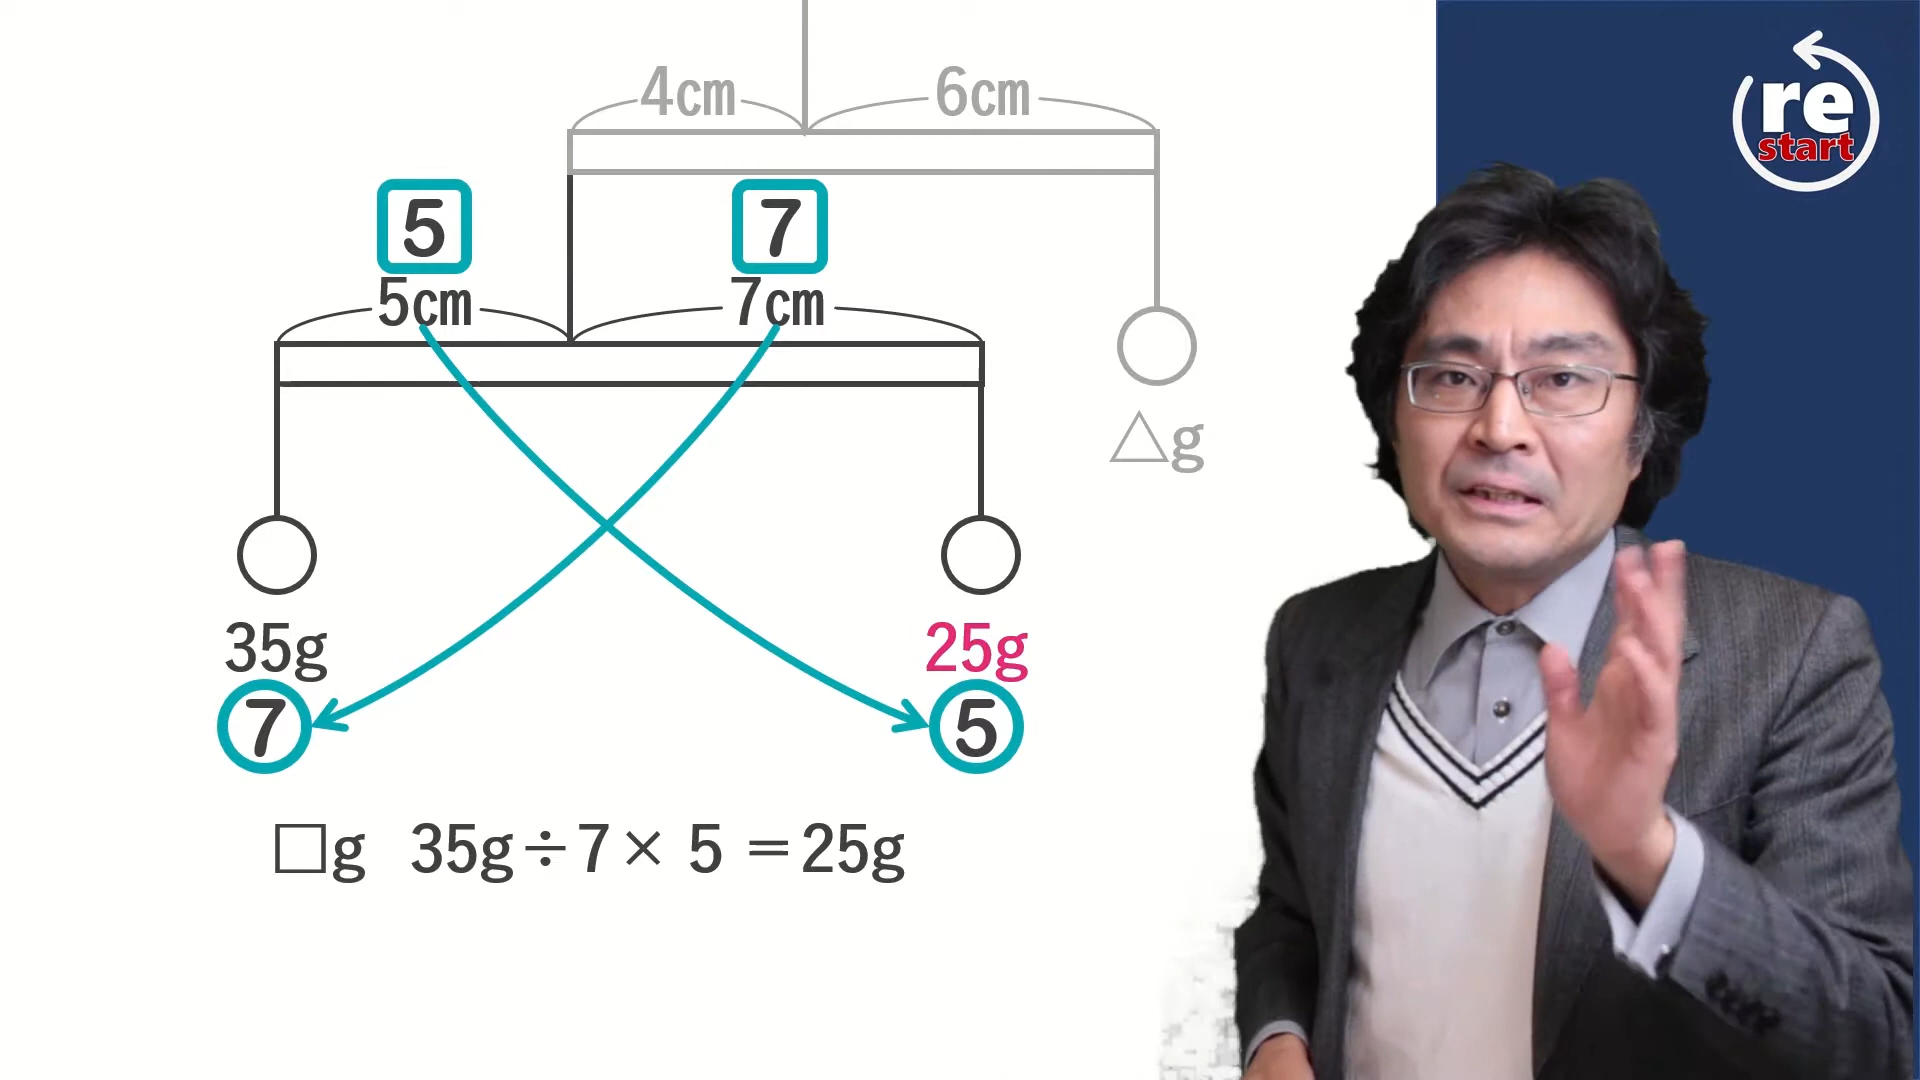 4cm 6cm
re
start
5 7
5cm 7cm
△g
35g 25g
7 5
□g 35g÷7× 5 =25g